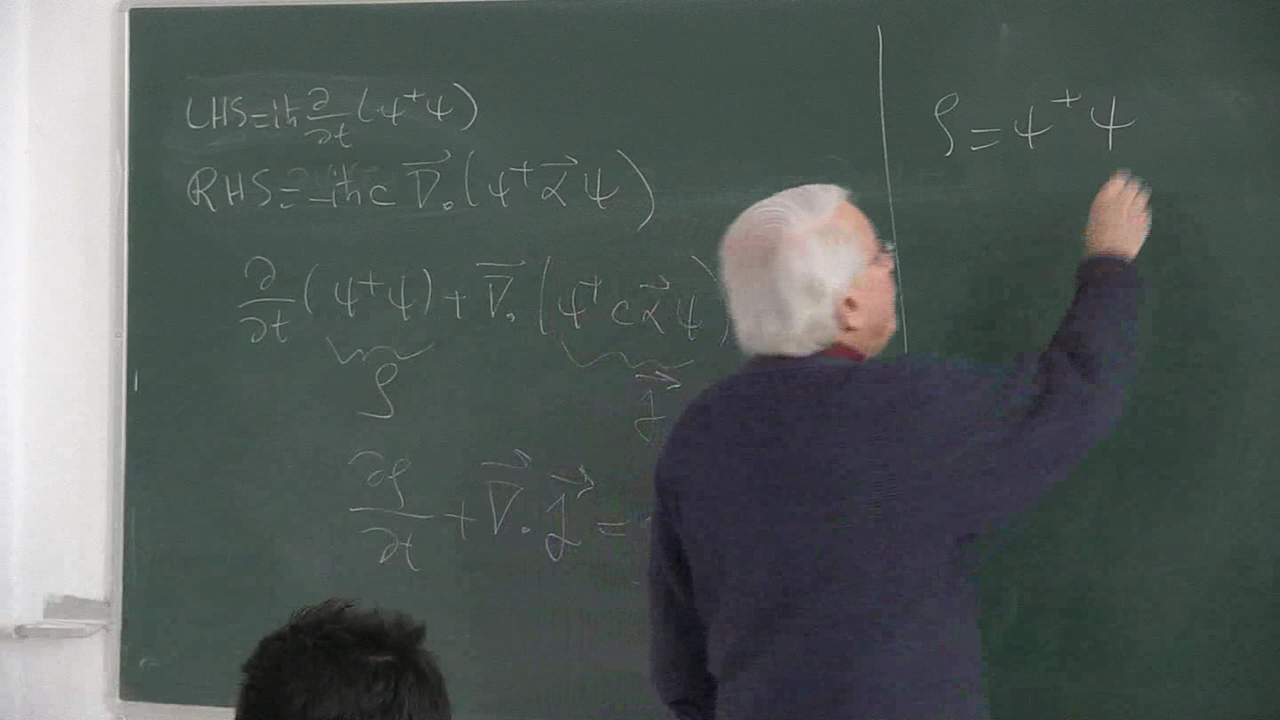 LHS=iħ ∂/∂t (ψ⁺ψ)
RHS=-iħc ∇⃗.(ψ⁺α⃗ψ)
∂/∂t (ψ⁺ψ) + ∇⃗.(ψ⁺cα⃗ψ)
ρ j⃗
∂ρ/∂t + ∇⃗.j⃗ =
ρ=ψ⁺ψ